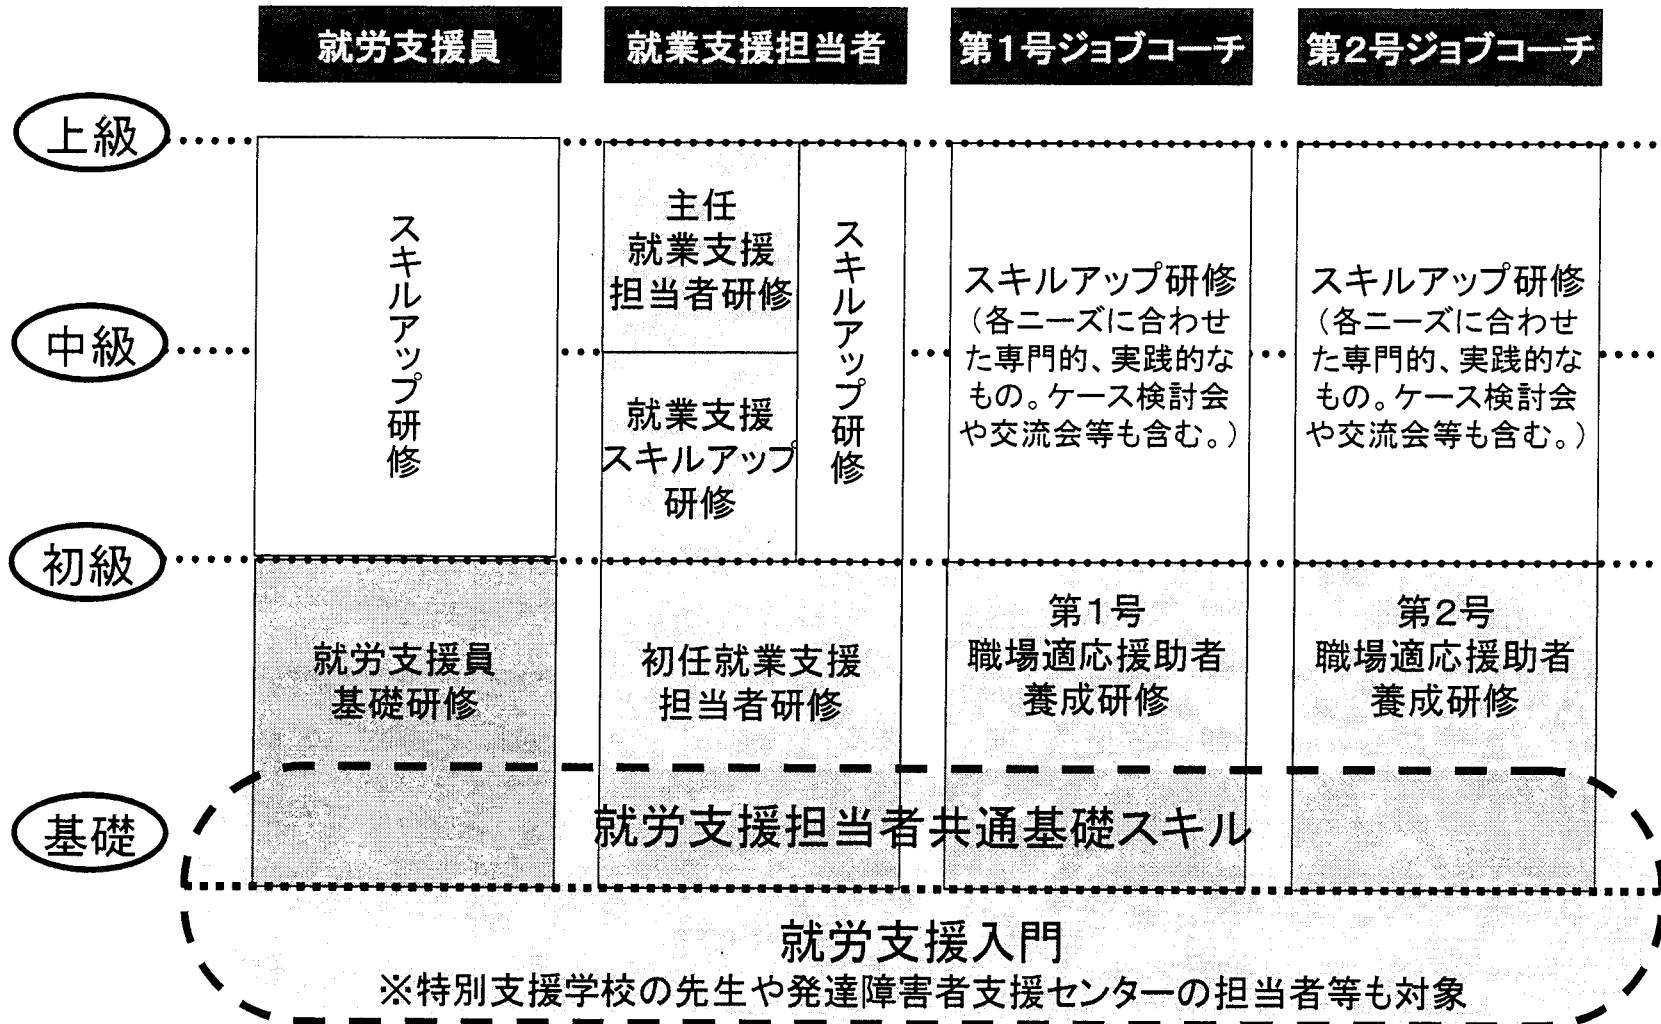 就労支援員
就業支援担当者
第1号ジョブコーチ
第2号ジョブコーチ
上級
中級
初級
基礎
スキルアップ研修
就労支援員
基礎研修
主任
就業支援
担当者研修
就業支援
スキルアップ
研修
スキルアップ研修
初任就業支援
担当者研修
スキルアップ研修
(各ニーズに合わせ
た専門的、実践的な
もの。ケース検討会
や交流会等も含む。)
第1号
職場適応援助者
養成研修
スキルアップ研修
(各ニーズに合わせ
た専門的、実践的な
もの。ケース検討会
や交流会等も含む。)
第2号
職場適応援助者
養成研修
就労支援担当者共通基礎スキル
就労支援入門
※特別支援学校の先生や発達障害者支援センターの担当者等も対象